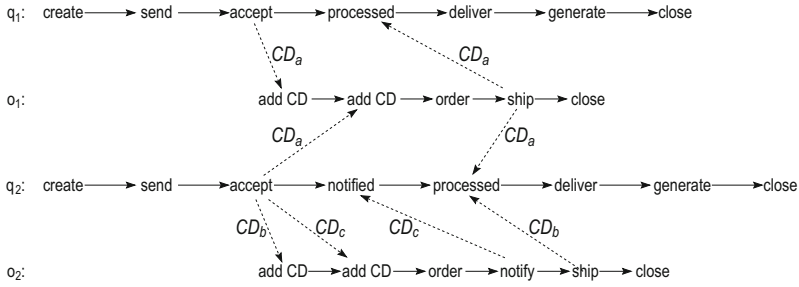 q1: create send accept processed deliver generate close
CDa CDa
o1: add CD add CD order ship close
CDa CDa
q2: create send accept notified processed deliver generate close
CDb CDc CDc CDb
o2: add CD add CD order notify ship close